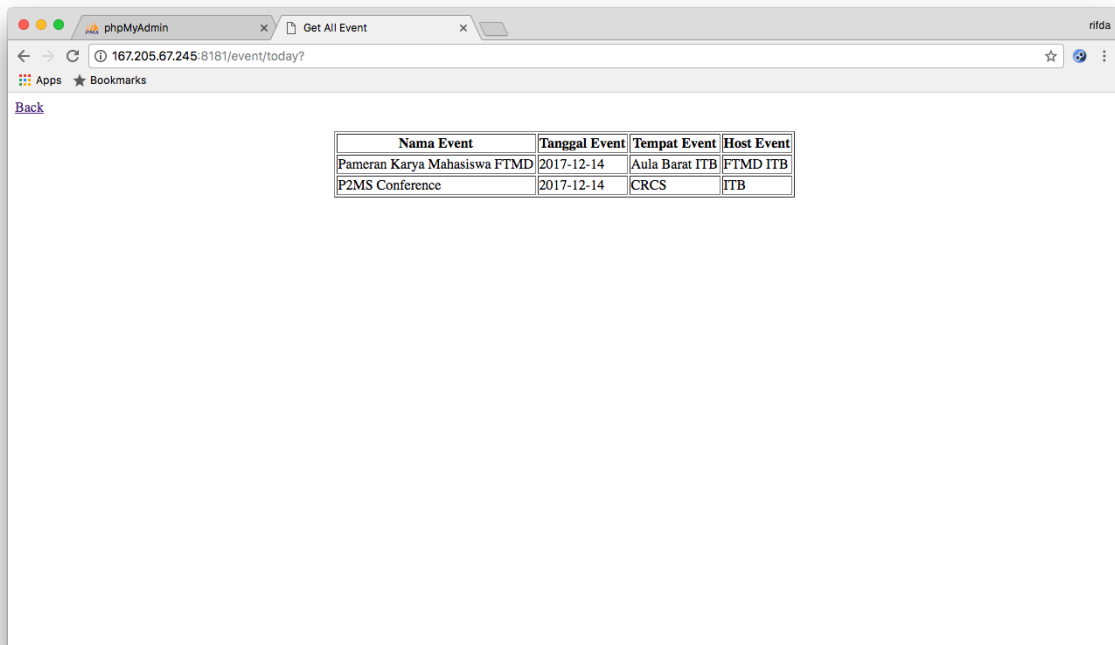 phpMyAdmin
Get All Event
rifda
167.205.67.245:8181/event/today?
Apps Bookmarks
Back
Nama Event Tanggal Event Tempat Event Host Event
Pameran Karya Mahasiswa FTMD 2017-12-14 Aula Barat ITB FTMD ITB
P2MS Conference 2017-12-14 CRCS ITB